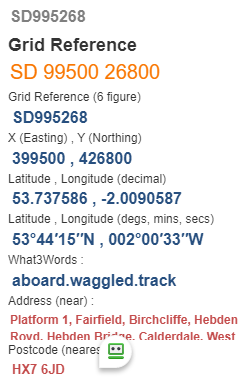 SD995268
Grid Reference
SD 99500 26800
Grid Reference (6 figure)
SD995268
X (Easting) , Y (Northing)
399500 , 426800
Latitude , Longitude (decimal)
53.737586 , -2.0090587
Latitude , Longitude (degs, mins, secs)
53°44′15″N , 002°00′33″W
What3Words :
aboard.waggled.track
Address (near) :
Platform 1, Fairfield, Birchcliffe, Hebden
Royd, Hebden Bridge, Calderdale, West
Postcode (neares
HX7 6JD